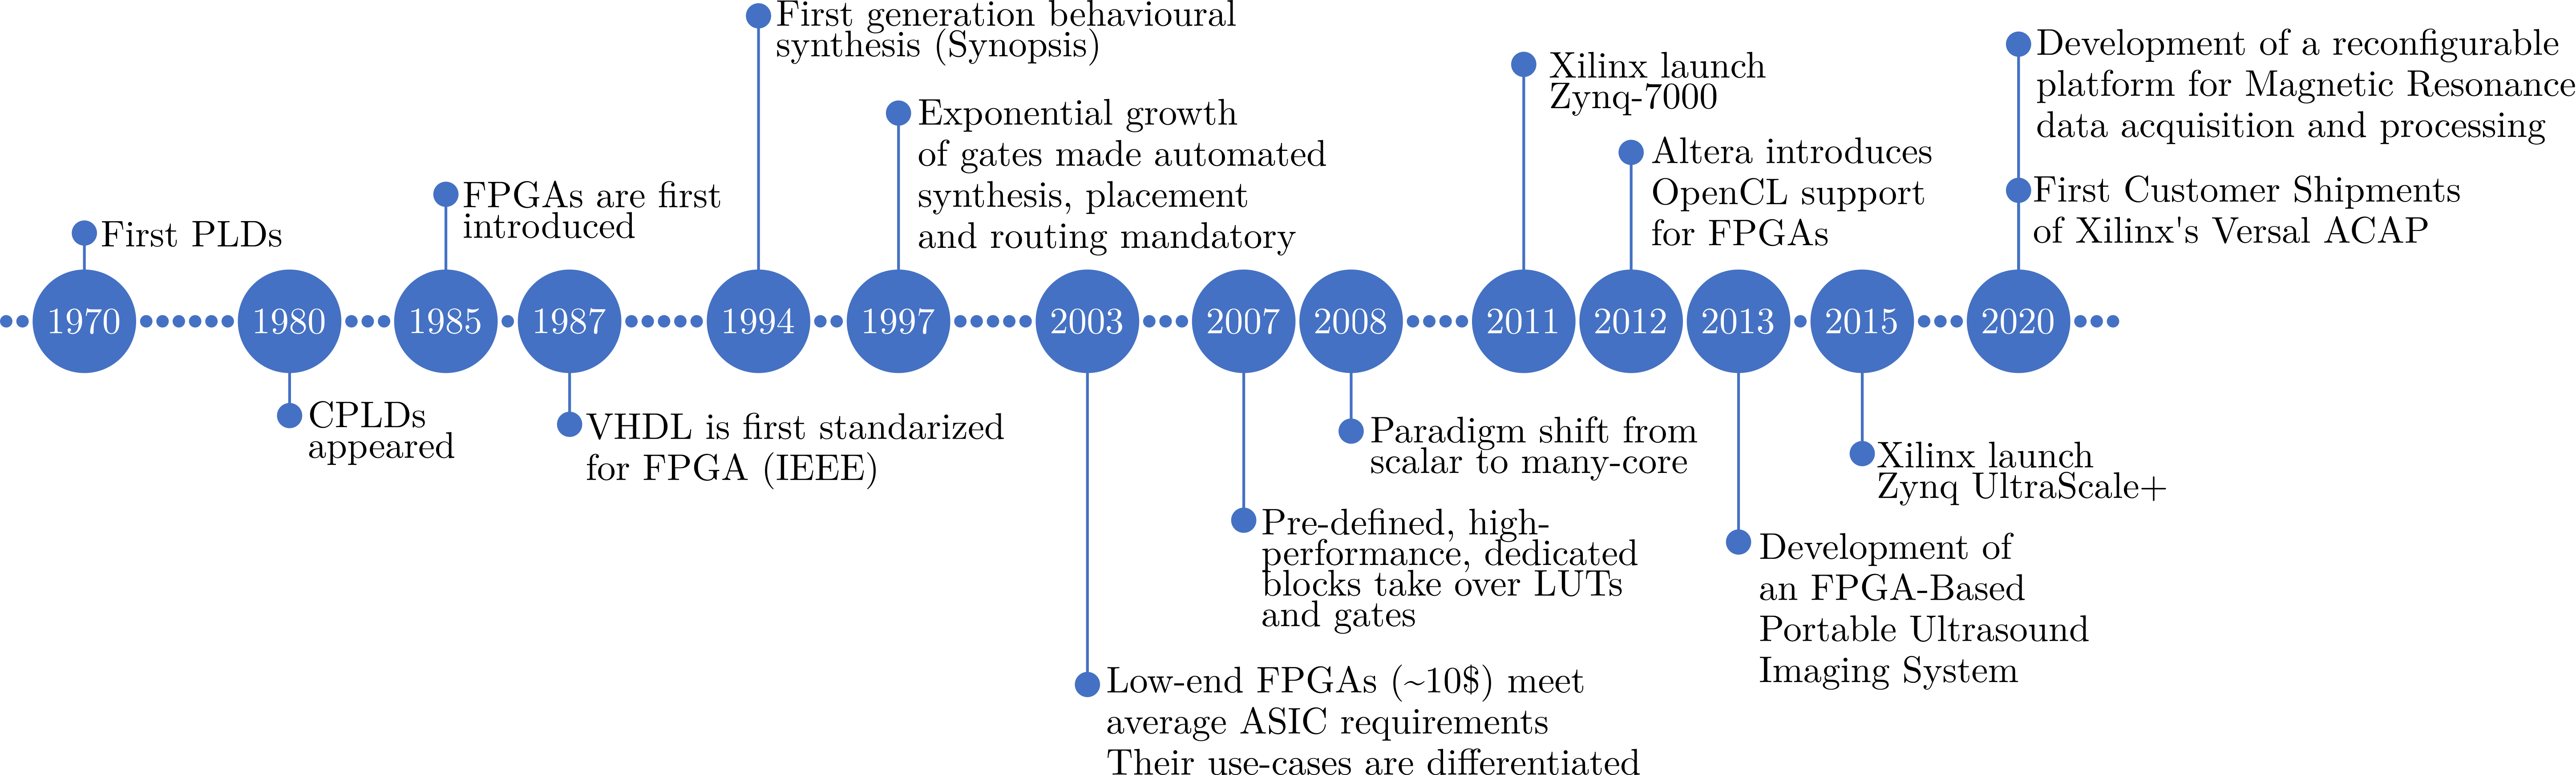 First generation behavioural
synthesis (Synopsis)
Xilinx launch
Zynq-7000
Development of a reconfigurable
platform for Magnetic Resonance
data acquisition and processing
Exponential growth
of gates made automated
synthesis, placement
and routing mandatory
Altera introduces
OpenCL support
for FPGAs
FPGAs are first
introduced
First Customer Shipments
of Xilinx's Versal ACAP
First PLDs
1970
1980
1985
1987
1994
1997
2003
2007
2008
2011
2012
2013
2015
2020
CPLDs
appeared
VHDL is first standarized
for FPGA (IEEE)
Paradigm shift from
scalar to many-core
Xilinx launch
Zynq UltraScale+
Pre-defined, high-
performance, dedicated
blocks take over LUTs
and gates
Development of
an FPGA-Based
Portable Ultrasound
Imaging System
Low-end FPGAs (~10$) meet
average ASIC requirements
Their use-cases are differentiated